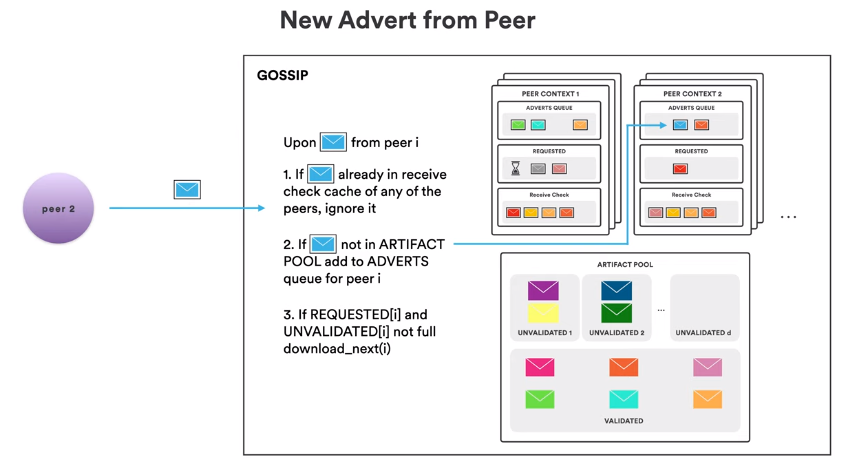 New Advert from Peer
GOSSIP
peer 2
Upon from peer i
1. If already in receive
check cache of any of the
peers, ignore it
2. If not in ARTIFACT
POOL add to ADVERTS
queue for peer i
3. If REQUESTED[i] and
UNVALIDATED[i] not full
download_next(i)
PEER CONTEXT 1
ADVERTS QUEUE
REQUESTED
Receive Check
PEER CONTEXT 2
ADVERTS QUEUE
REQUESTED
Receive Check
...
ARTIFACT POOL
UNVALIDATED 1
UNVALIDATED 2
...
UNVALIDATED d
VALIDATED